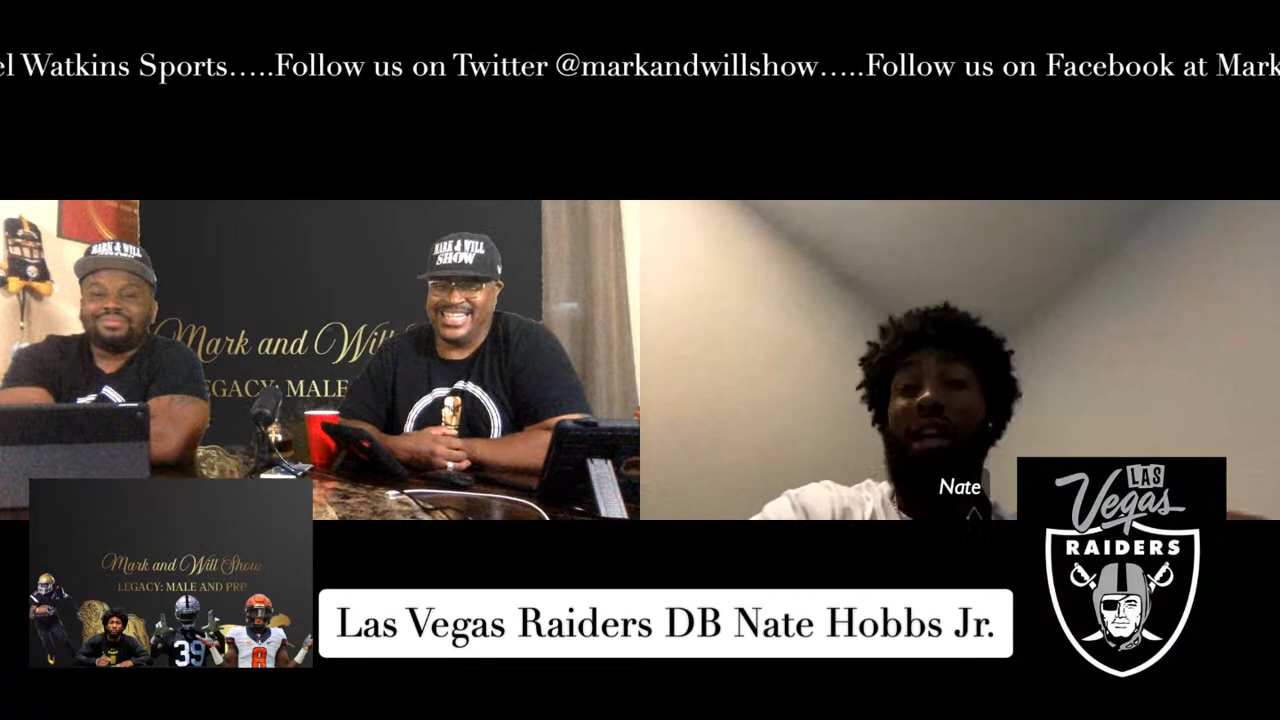 el Watkins Sports.....Follow us on Twitter @markandwillshow.....Follow us on Facebook at Mark
MARK & WILL
MARK & WILL
SHOW
Mark and Will
LEGACY: MALE
Nate
LAS
Vegas
RAIDERS
Mark and Will Show
LEGACY: MALE AND PRP
39
8
Las Vegas Raiders DB Nate Hobbs Jr.